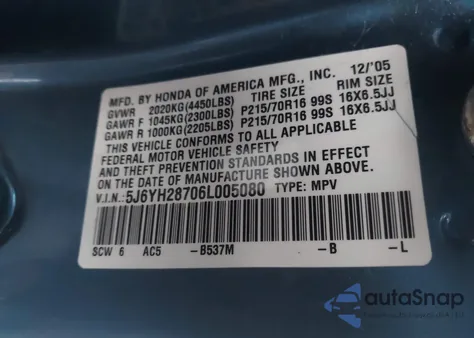 MFD. BY HONDA OF AMERICA MFG., INC. 12/'05
GVWR 2020KG(4450LBS) TIRE SIZE RIM SIZE
GAWR F 1045KG(2300LBS) P215/70R16 99S 16X6.5JJ
GAWR R 1000KG(2205LBS) P215/70R16 99S 16X6.5JJ
THIS VEHICLE CONFORMS TO ALL APPLICABLE
FEDERAL MOTOR VEHICLE SAFETY
AND THEFT PREVENTION STANDARDS IN EFFECT
ON THE DATE OF MANUFACTURE SHOWN ABOVE.
V.I.N.:5J6YH28706L005080 TYPE: MPV
SCW 6 AC5 -B537M -B -L
autaSnap